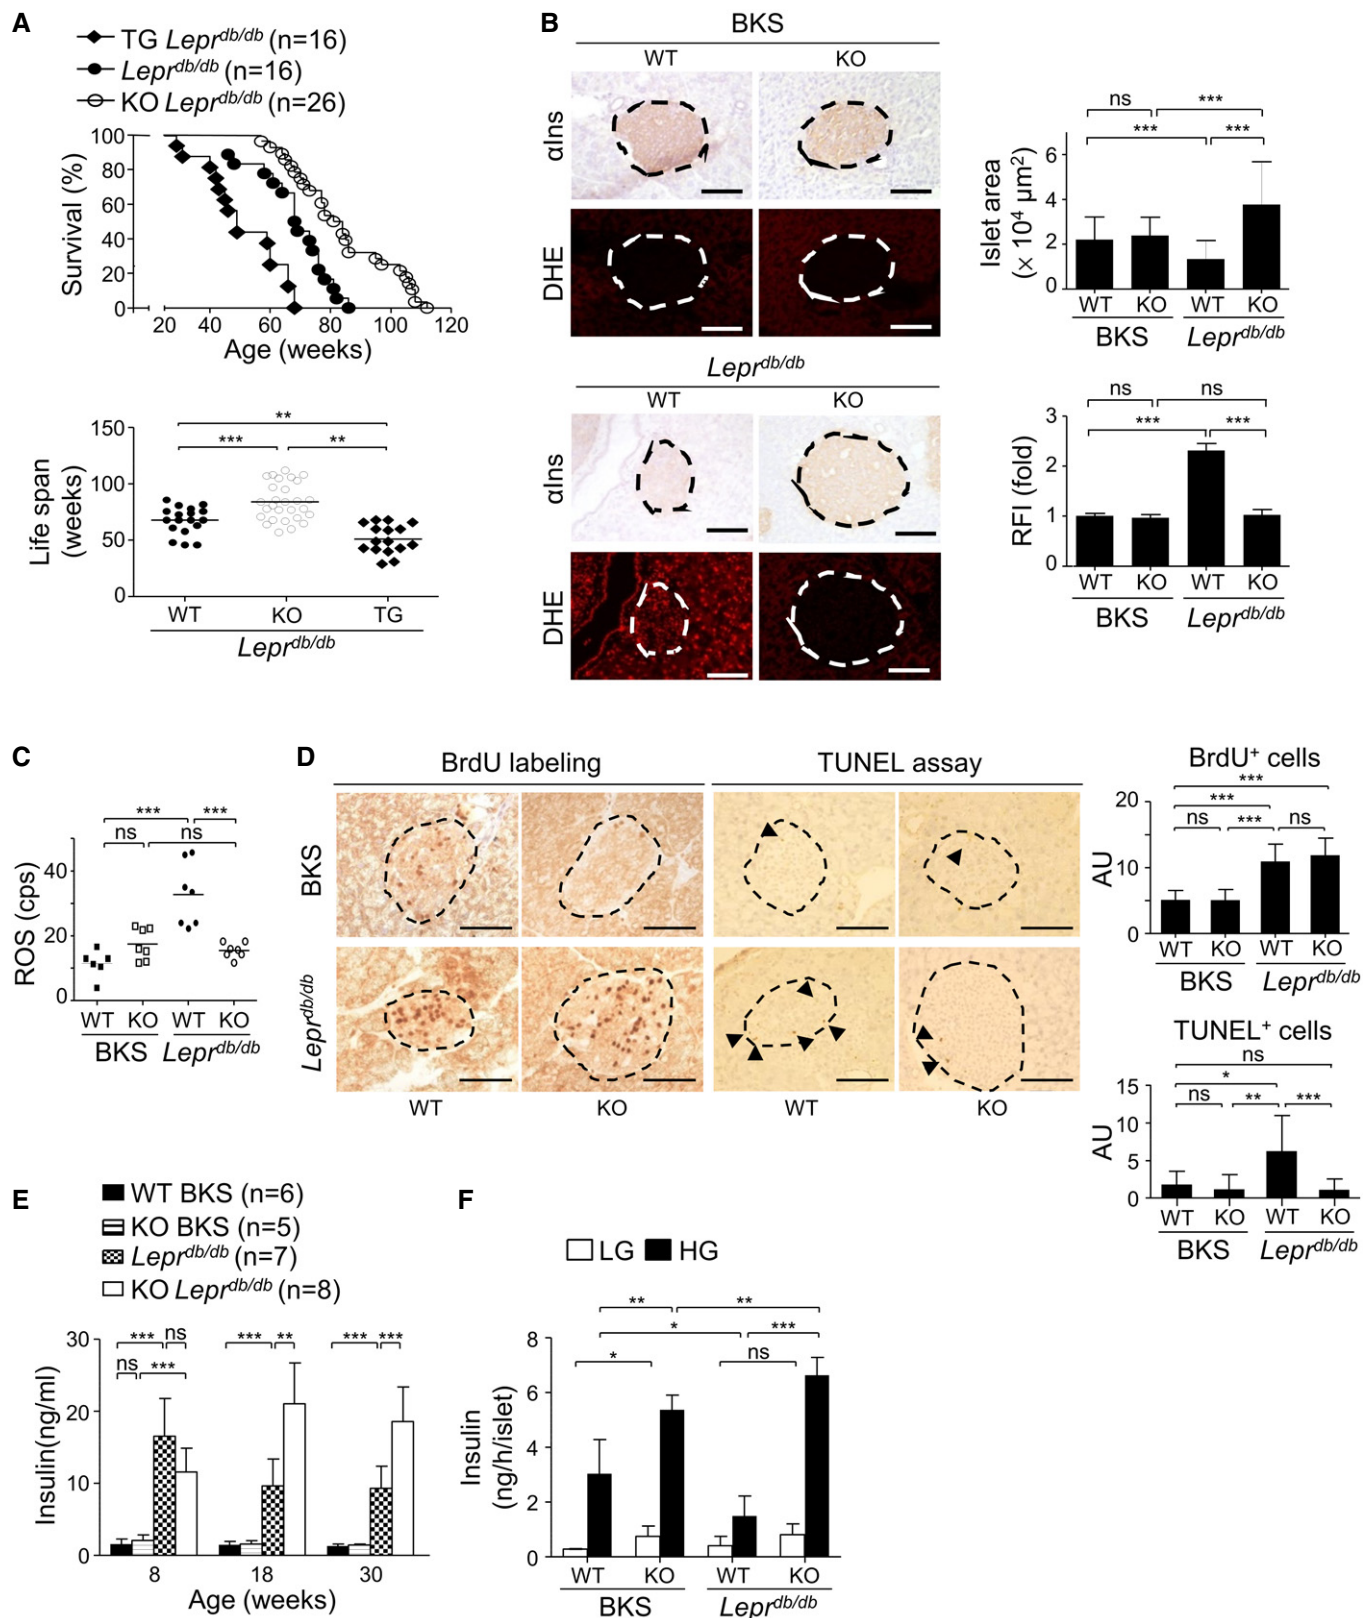 A
TG Lepr^db/db (n=16)
Lepr^db/db (n=16)
KO Lepr^db/db (n=26)
Survival (%)
100
80
60
40
20
0
20 40 60 80 100 120
Age (weeks)
** 
*** **
Life span
(weeks)
150
100
50
0
WT KO TG
Lepr^db/db
B
BKS
WT KO
αIns
DHE
Lepr^db/db
WT KO
αIns
DHE
ns ***
*** ***
Islet area
(× 10⁴ µm²)
6
4
2
0
WT KO WT KO
BKS Lepr^db/db
ns ns
*** ***
RFI (fold)
3
2
1
0
WT KO WT KO
BKS Lepr^db/db
C
*** ***
ns ns
ROS (cps)
40
20
0
WT KO WT KO
BKS Lepr^db/db
D
BrdU labeling TUNEL assay
BKS
Lepr^db/db
WT KO WT KO
BrdU⁺ cells
***
***
ns *** ns
AU
20
10
0
WT KO WT KO
BKS Lepr^db/db
TUNEL⁺ cells
ns
*
ns ** ***
AU
15
10
5
0
WT KO WT KO
BKS Lepr^db/db
E
WT BKS (n=6)
KO BKS (n=5)
Lepr^db/db (n=7)
KO Lepr^db/db (n=8)
*** ns *** ** *** ***
ns ***
Insulin(ng/ml)
30
20
10
0
8 18 30
Age (weeks)
F
LG HG
** **
* ***
* ns
Insulin
(ng/h/islet)
8
6
4
2
0
WT KO WT KO
BKS Lepr^db/db